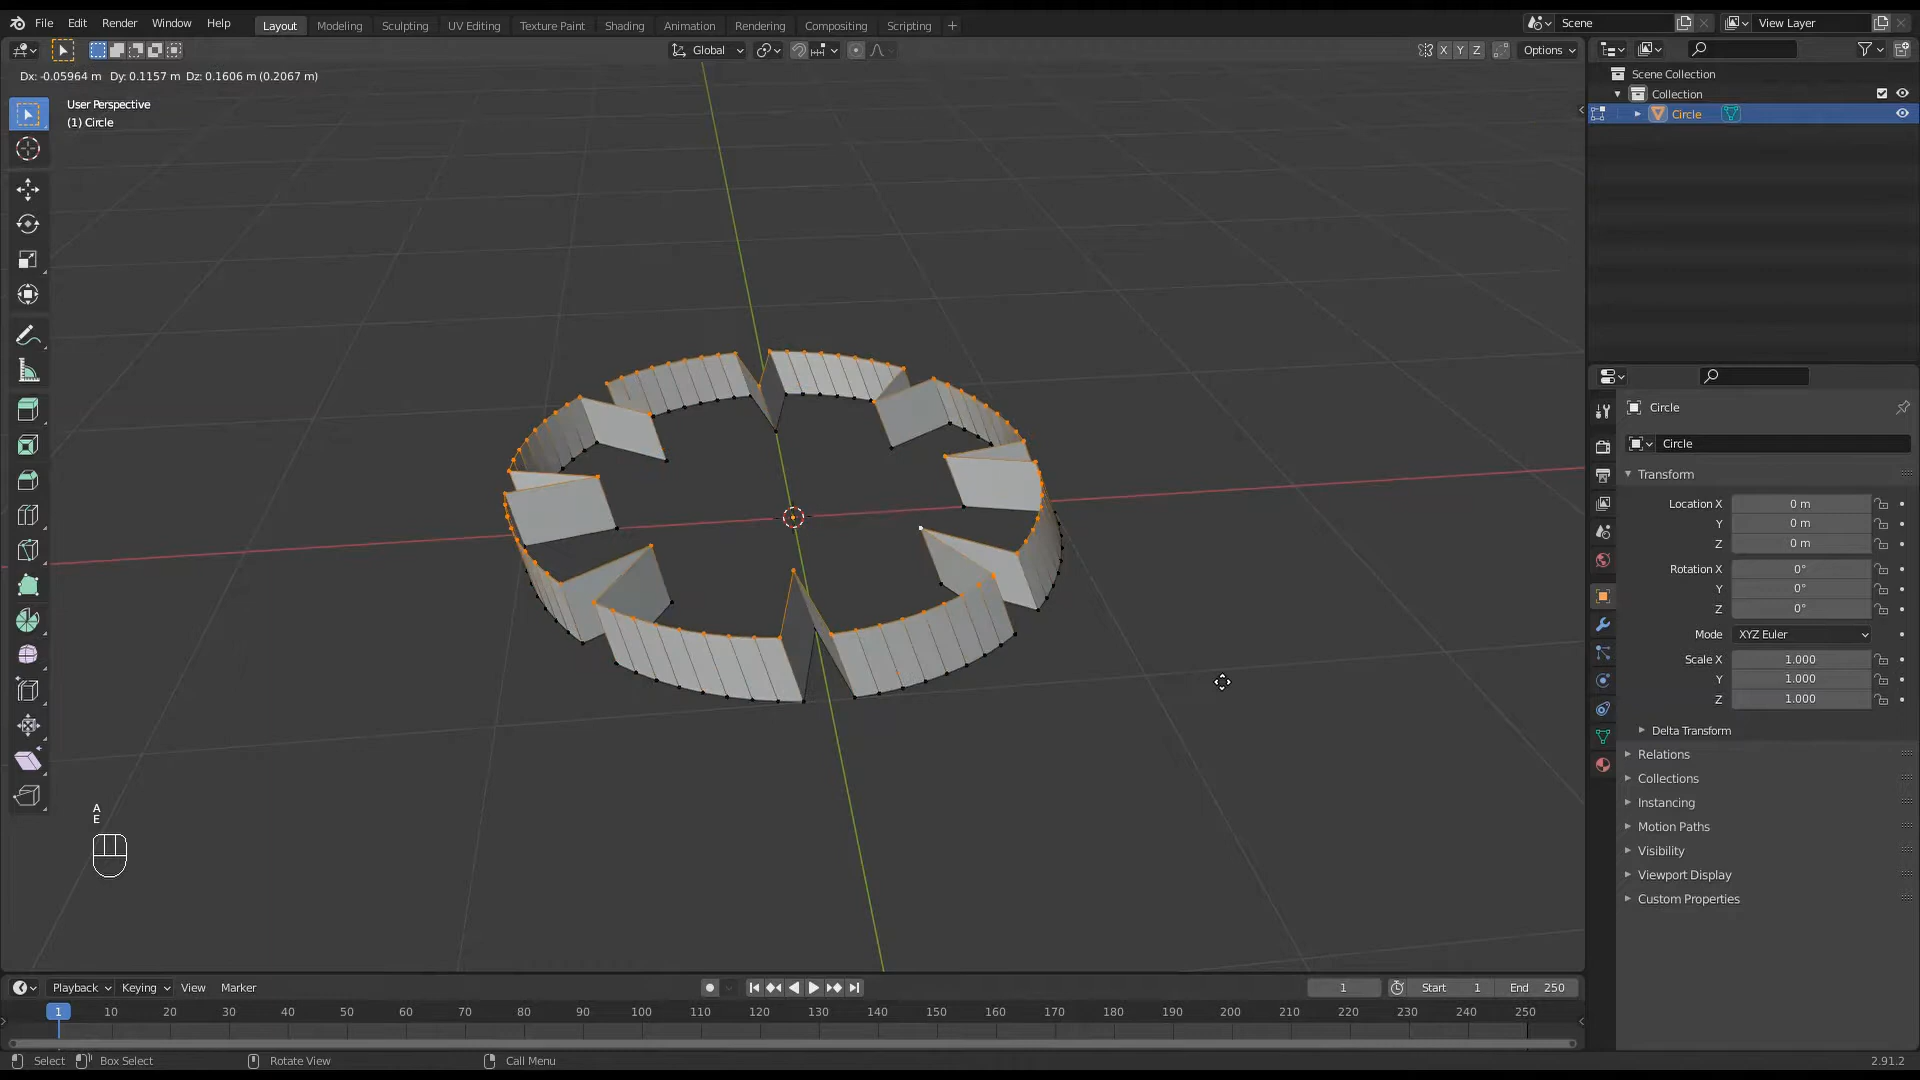 File Edit Render Window Help Layout Modeling Sculpting UV Editing Texture Paint Shading Animation Rendering Compositing Scripting + Scene View Layer
Global X Y Z Options
Dx: -0.05964 m Dy: 0.1157 m Dz: 0.1606 m (0.2067 m)
User Perspective
(1) Circle
Scene Collection
Collection
Circle
Circle
Circle
Transform
Location X 0 m
Y 0 m
Z 0 m
Rotation X 0°
Y 0°
Z 0°
Mode XYZ Euler
Scale X 1.000
Y 1.000
Z 1.000
Delta Transform
Relations
Collections
Instancing
Motion Paths
Visibility
Viewport Display
Custom Properties
A
E
Playback Keying View Marker 1 Start 1 End 250
1 10 20 30 40 50 60 70 80 90 100 110 120 130 140 150 160 170 180 190 200 210 220 230 240 250
Select Box Select Rotate View Call Menu 2.91.2